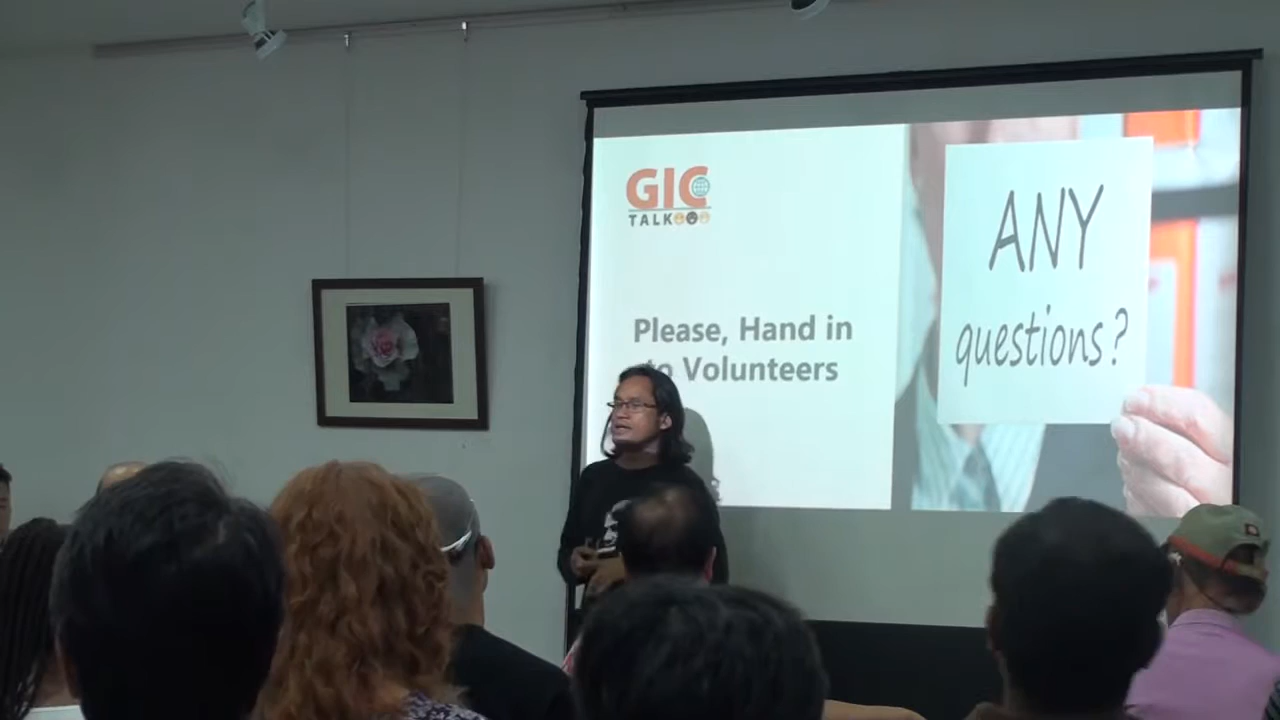 GIC
TALK
Please, Hand in
to Volunteers
ANY
questions?